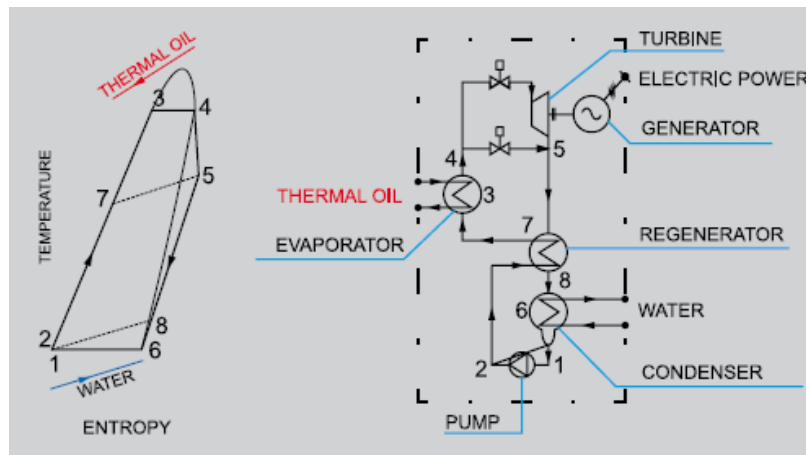 THERMAL OIL
3
4
7
5
TEMPERATURE
2
8
1
6
WATER
ENTROPY
TURBINE
ELECTRIC POWER
GENERATOR
4
5
THERMAL OIL
3
EVAPORATOR
7
REGENERATOR
8
6
WATER
2
1
CONDENSER
PUMP